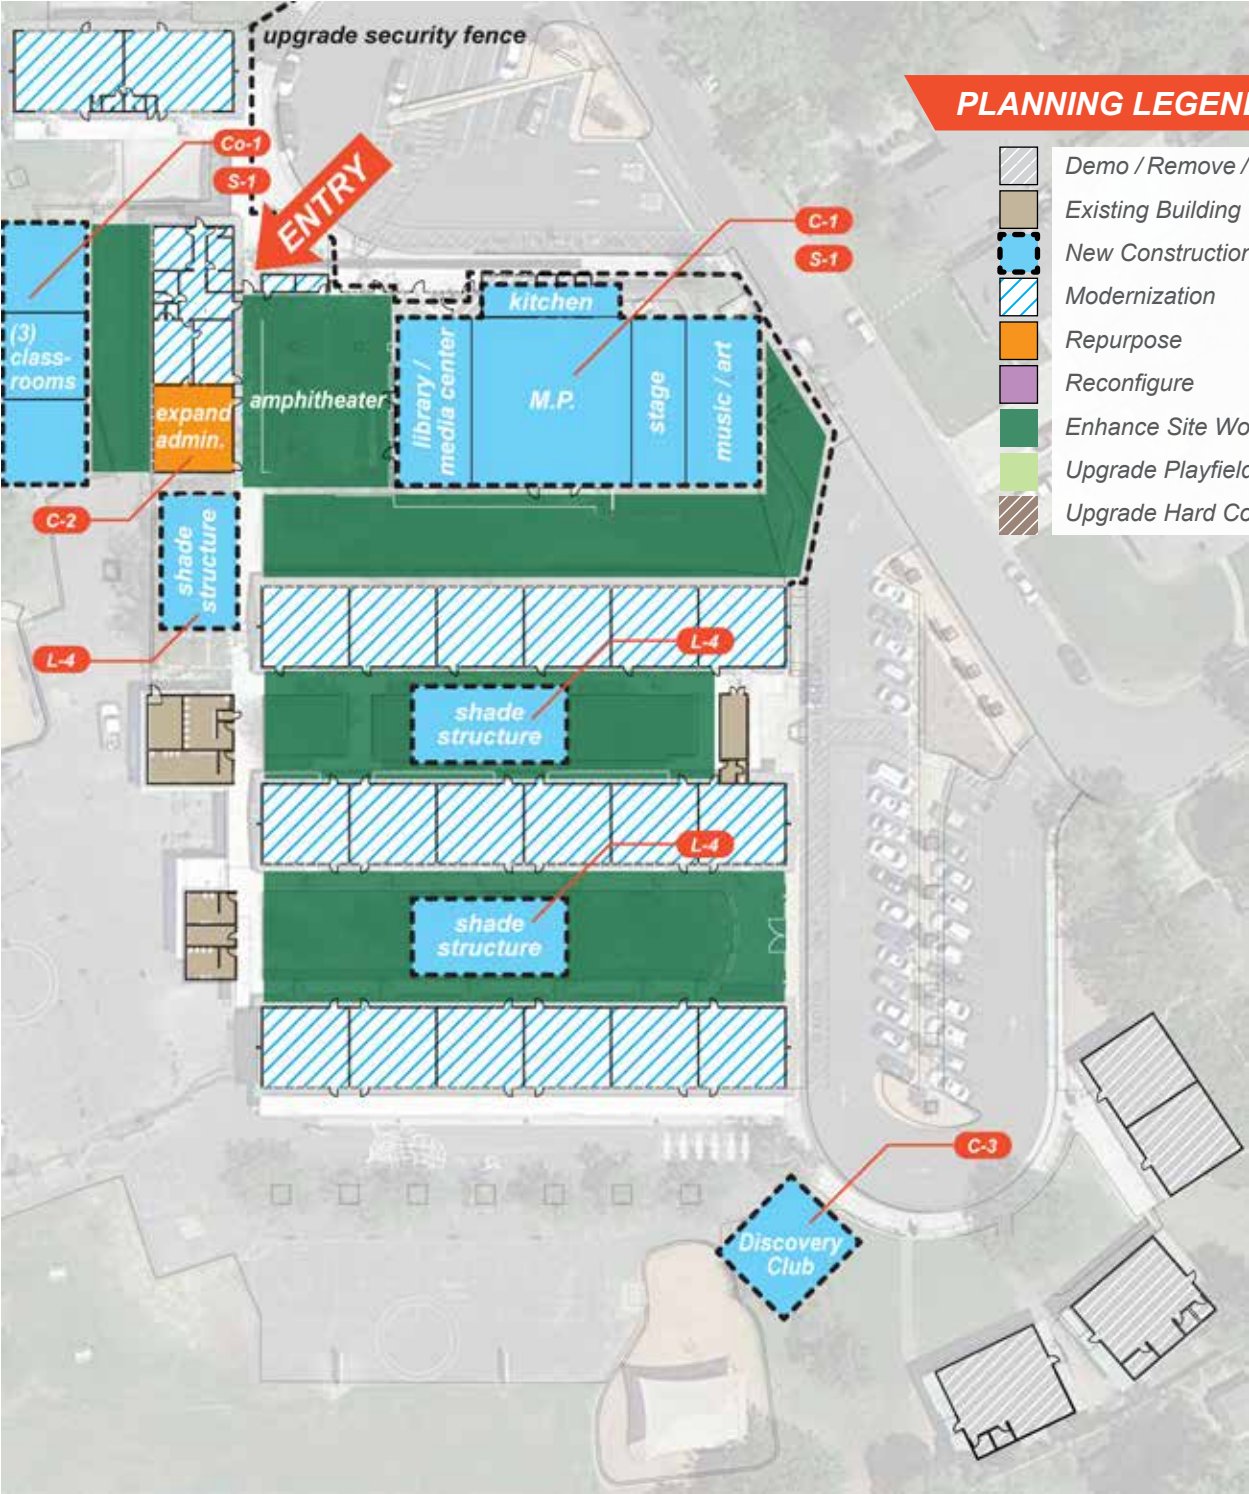 upgrade security fence
PLANNING LEGEND
Demo / Remove /
Existing Building
New Construction
Modernization
Repurpose
Reconfigure
Enhance Site Wo
Upgrade Playfield
Upgrade Hard Co
Co-1
S-1
ENTRY
C-1
S-1
kitchen
(3)
class-
rooms
expand
admin.
amphitheater
library /
media center
M.P.
stage
music / art
C-2
shade
structure
L-4
L-4
shade
structure
L-4
shade
structure
C-3
Discovery
Club